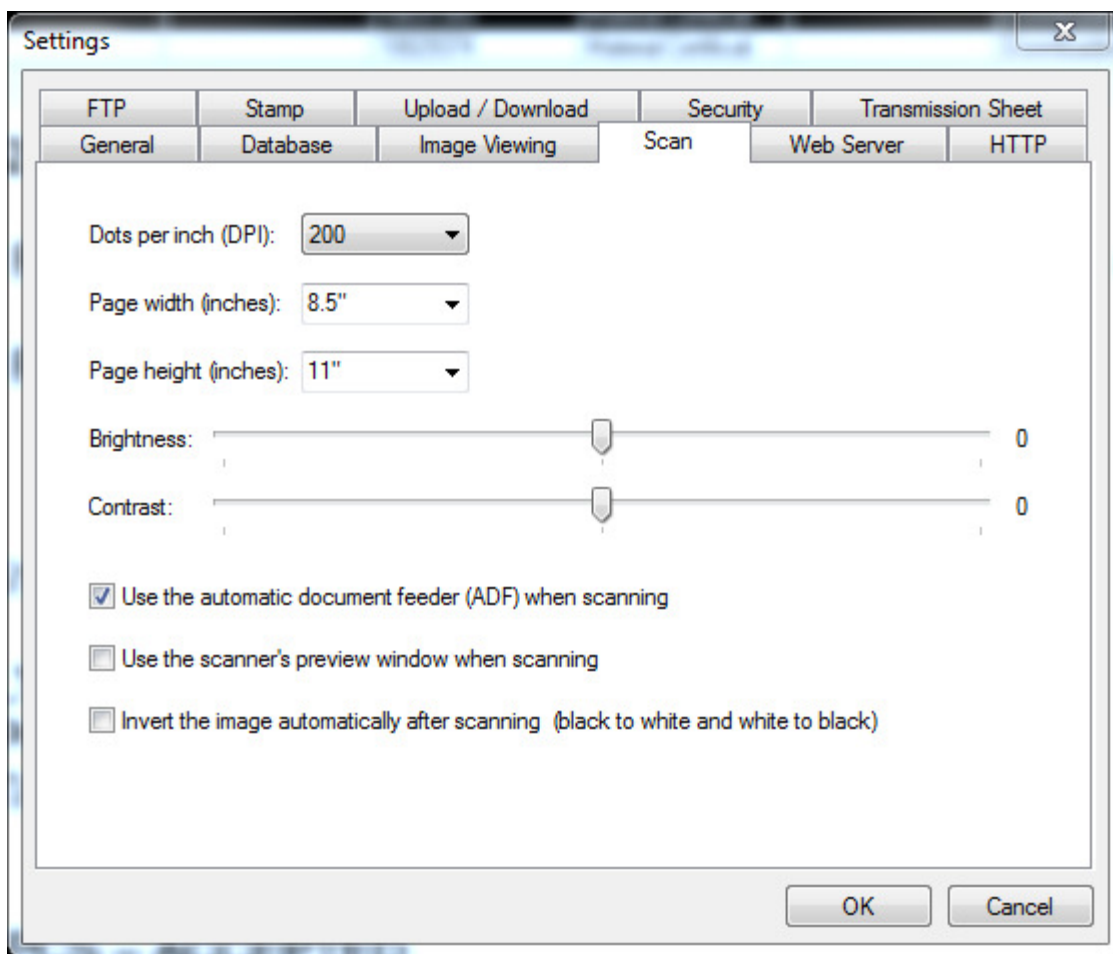 Settings
FTP Stamp Upload / Download Security Transmission Sheet
General Database Image Viewing Scan Web Server HTTP
Dots per inch (DPI): 200
Page width (inches): 8.5"
Page height (inches): 11"
Brightness: 0
Contrast: 0
Use the automatic document feeder (ADF) when scanning
Use the scanner's preview window when scanning
Invert the image automatically after scanning (black to white and white to black)
OK Cancel